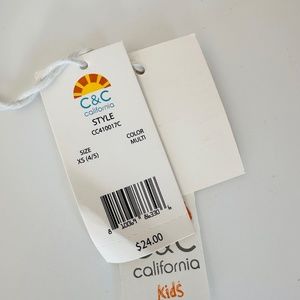 C&C
california
STYLE
CC410017C
SIZE
XS (4/5)
COLOR
MULTI
$24.00
C&C
california
Kids